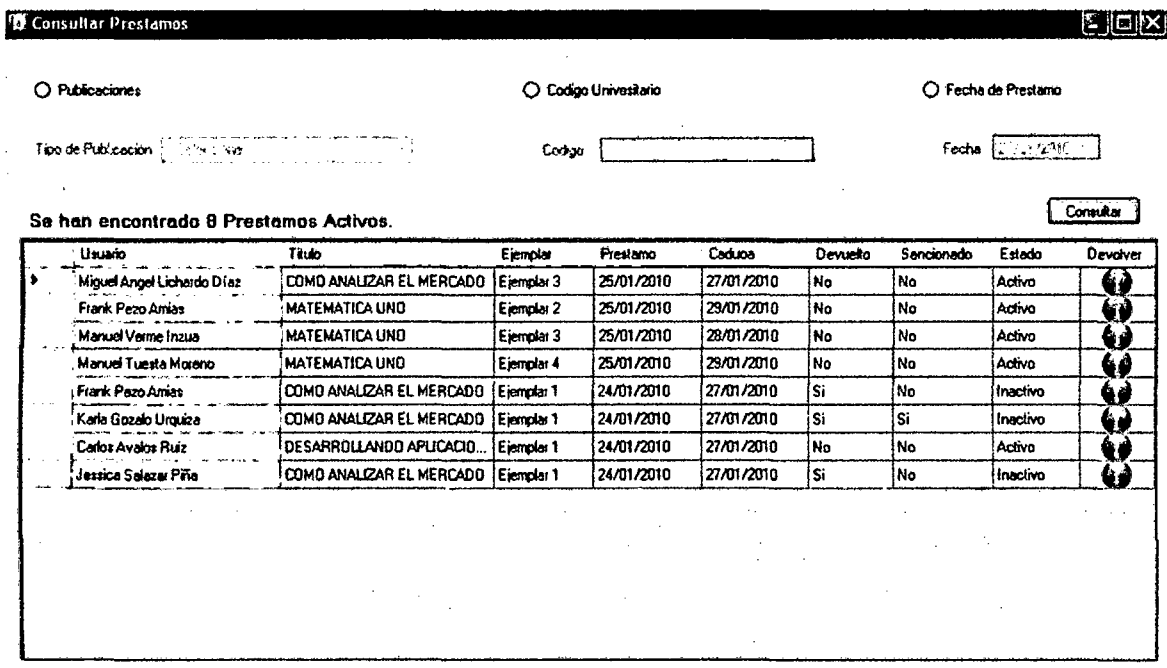 Consultar Prestamos
Publicaciones Codigo Univesitario Fecha de Prestamo
Tipo de Publicación Codigo Fecha
Consultar
Se han encontrado 8 Prestamos Activos.
Usuario Titulo Ejemplar Prestamo Caduca Devuelto Sancionado Estado Devolver
Miguel Angel Lichardo Díaz COMO ANALIZAR EL MERCADO Ejemplar 3 25/01/2010 27/01/2010 No No Activo
Frank Pezo Amias MATEMATICA UNO Ejemplar 2 25/01/2010 29/01/2010 No No Activo
Manuel Verme Inzua MATEMATICA UNO Ejemplar 3 25/01/2010 28/01/2010 No No Activo
Manuel Tuesta Moreno MATEMATICA UNO Ejemplar 4 25/01/2010 29/01/2010 No No Activo
Frank Pezo Amias COMO ANALIZAR EL MERCADO Ejemplar 1 24/01/2010 27/01/2010 Si No Inactivo
Karla Gozalo Urquiza COMO ANALIZAR EL MERCADO Ejemplar 1 24/01/2010 27/01/2010 Si Si Inactivo
Carlos Avalos Ruiz DESARROLLANDO APLICACIO... Ejemplar 1 24/01/2010 27/01/2010 No No Activo
Jessica Salazar Piña COMO ANALIZAR EL MERCADO Ejemplar 1 24/01/2010 27/01/2010 Si No Inactivo